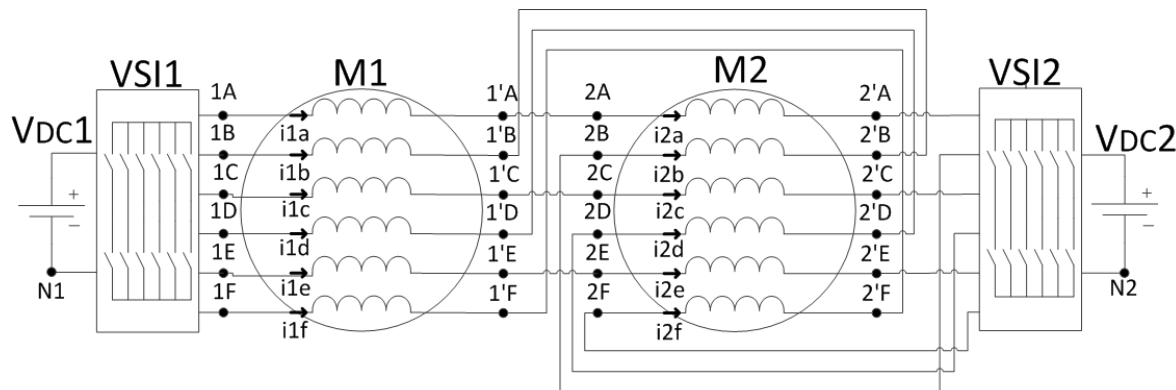 VSI1 M1 M2 VSI2
VDC1 VDC2
1A 1'A 2A 2'A
i1a i2a
1B 1'B 2B 2'B
i1b i2b
1C 1'C 2C 2'C
i1c i2c
1D 1'D 2D 2'D
i1d i2d
1E 1'E 2E 2'E
i1e i2e
1F 1'F 2F 2'F
i1f i2f
+ +
− −
N1 N2